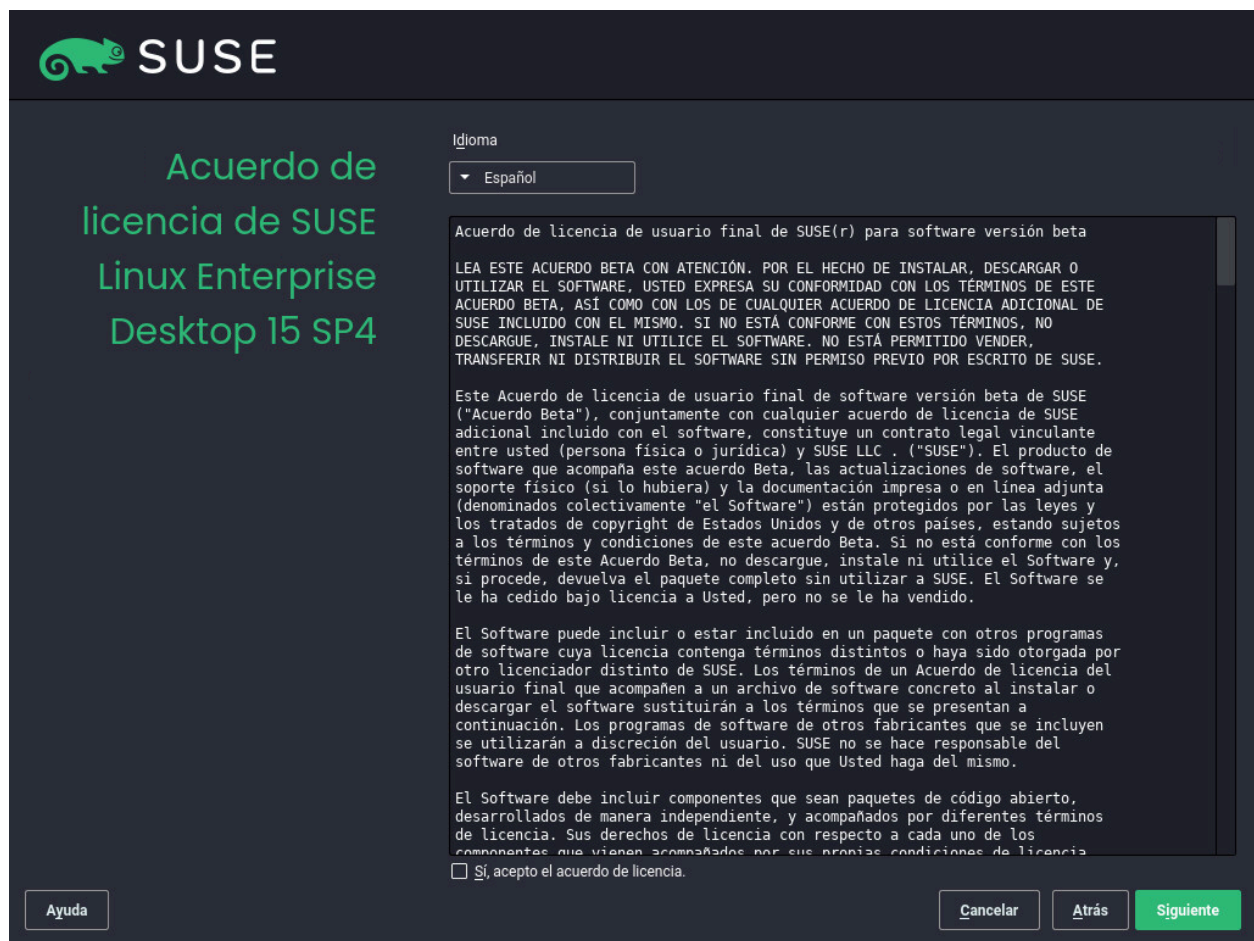 SUSE
Acuerdo de
licencia de SUSE
Linux Enterprise
Desktop 15 SP4
Idioma
Español
Acuerdo de licencia de usuario final de SUSE(r) para software versión beta
LEA ESTE ACUERDO BETA CON ATENCIÓN. POR EL HECHO DE INSTALAR, DESCARGAR O
UTILIZAR EL SOFTWARE, USTED EXPRESA SU CONFORMIDAD CON LOS TÉRMINOS DE ESTE
ACUERDO BETA, ASÍ COMO CON LOS DE CUALQUIER ACUERDO DE LICENCIA ADICIONAL DE
SUSE INCLUIDO CON EL MISMO. SI NO ESTÁ CONFORME CON ESTOS TÉRMINOS, NO
DESCARGUE, INSTALE NI UTILICE EL SOFTWARE. NO ESTÁ PERMITIDO VENDER,
TRANSFERIR NI DISTRIBUIR EL SOFTWARE SIN PERMISO PREVIO POR ESCRITO DE SUSE.
Este Acuerdo de licencia de usuario final de software versión beta de SUSE
("Acuerdo Beta"), conjuntamente con cualquier acuerdo de licencia de SUSE
adicional incluido con el software, constituye un contrato legal vinculante
entre usted (persona física o jurídica) y SUSE LLC . ("SUSE"). El producto de
software que acompaña este acuerdo Beta, las actualizaciones de software, el
soporte físico (si lo hubiera) y la documentación impresa o en línea adjunta
(denominados colectivamente "el Software") están protegidos por las leyes y
los tratados de copyright de Estados Unidos y de otros países, estando sujetos
a los términos y condiciones de este acuerdo Beta. Si no está conforme con los
términos de este Acuerdo Beta, no descargue, instale ni utilice el Software y,
si procede, devuelva el paquete completo sin utilizar a SUSE. El Software se
le ha cedido bajo licencia a Usted, pero no se le ha vendido.
El Software puede incluir o estar incluido en un paquete con otros programas
de software cuya licencia contenga términos distintos o haya sido otorgada por
otro licenciador distinto de SUSE. Los términos de un Acuerdo de licencia del
usuario final que acompañen a un archivo de software concreto al instalar o
descargar el software sustituirán a los términos que se presentan a
continuación. Los programas de software de otros fabricantes que se incluyen
se utilizarán a discreción del usuario. SUSE no se hace responsable del
software de otros fabricantes ni del uso que Usted haga del mismo.
El Software debe incluir componentes que sean paquetes de código abierto,
desarrollados de manera independiente, y acompañados por diferentes términos
de licencia. Sus derechos de licencia con respecto a cada uno de los
componentes que vienen acompañados por sus propias condiciones de licencia
Sí, acepto el acuerdo de licencia.
Ayuda
Cancelar
Atrás
Siguiente